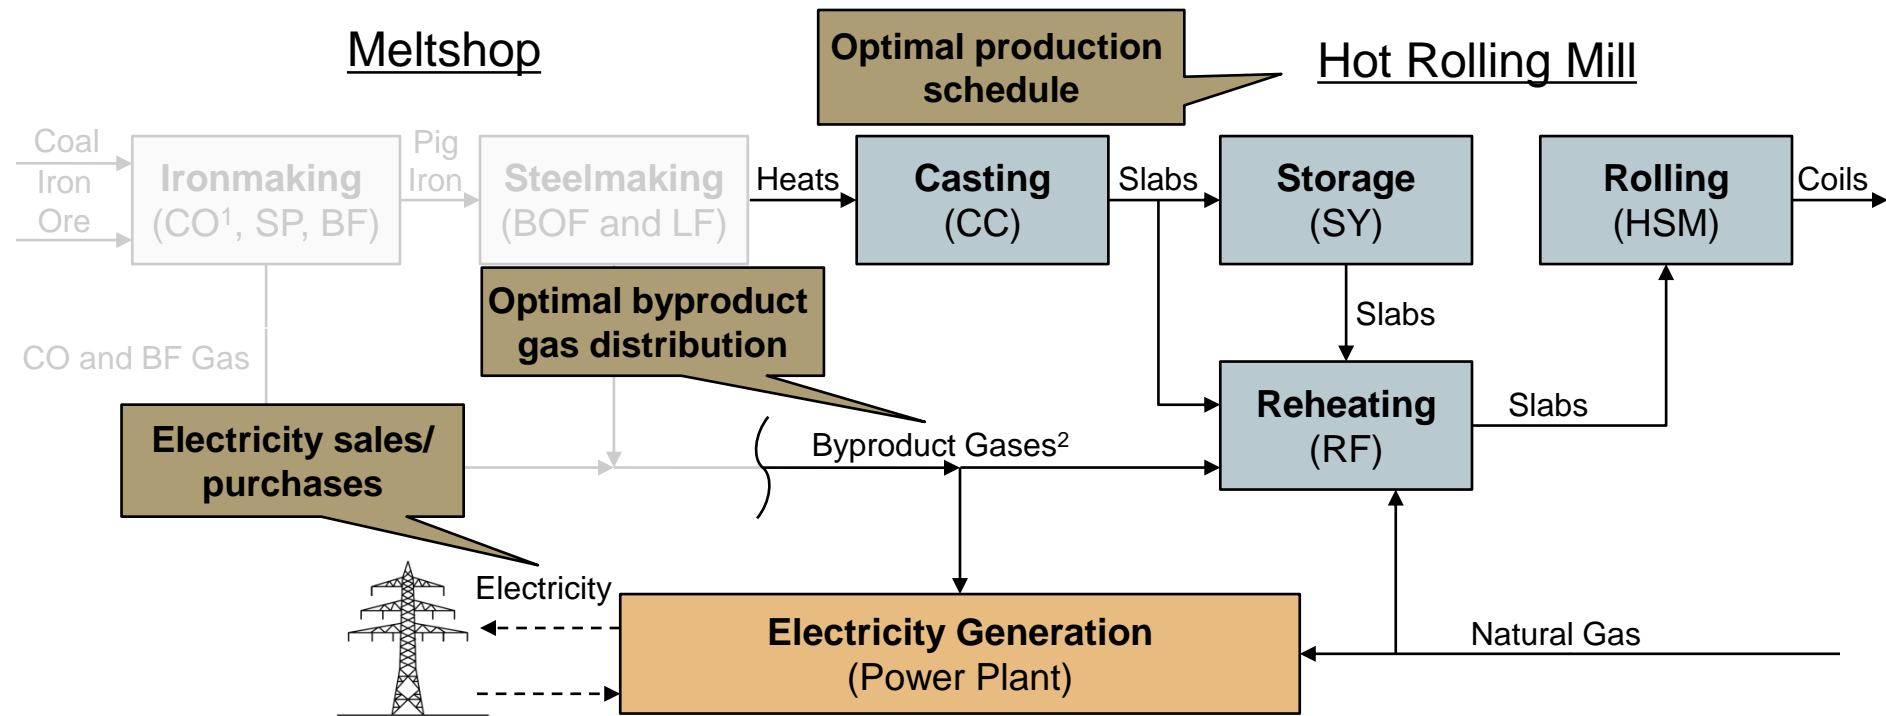 Meltshop
Optimal production
schedule
Hot Rolling Mill
Coal
Iron
Ore
Ironmaking
(CO¹, SP, BF)
Pig
Iron
Steelmaking
(BOF and LF)
Heats
Casting
(CC)
Slabs
Storage
(SY)
Rolling
(HSM)
Coils
Optimal byproduct
gas distribution
Slabs
CO and BF Gas
Reheating
(RF)
Slabs
Electricity sales/
purchases
Byproduct Gases²
Electricity
Electricity Generation
(Power Plant)
Natural Gas